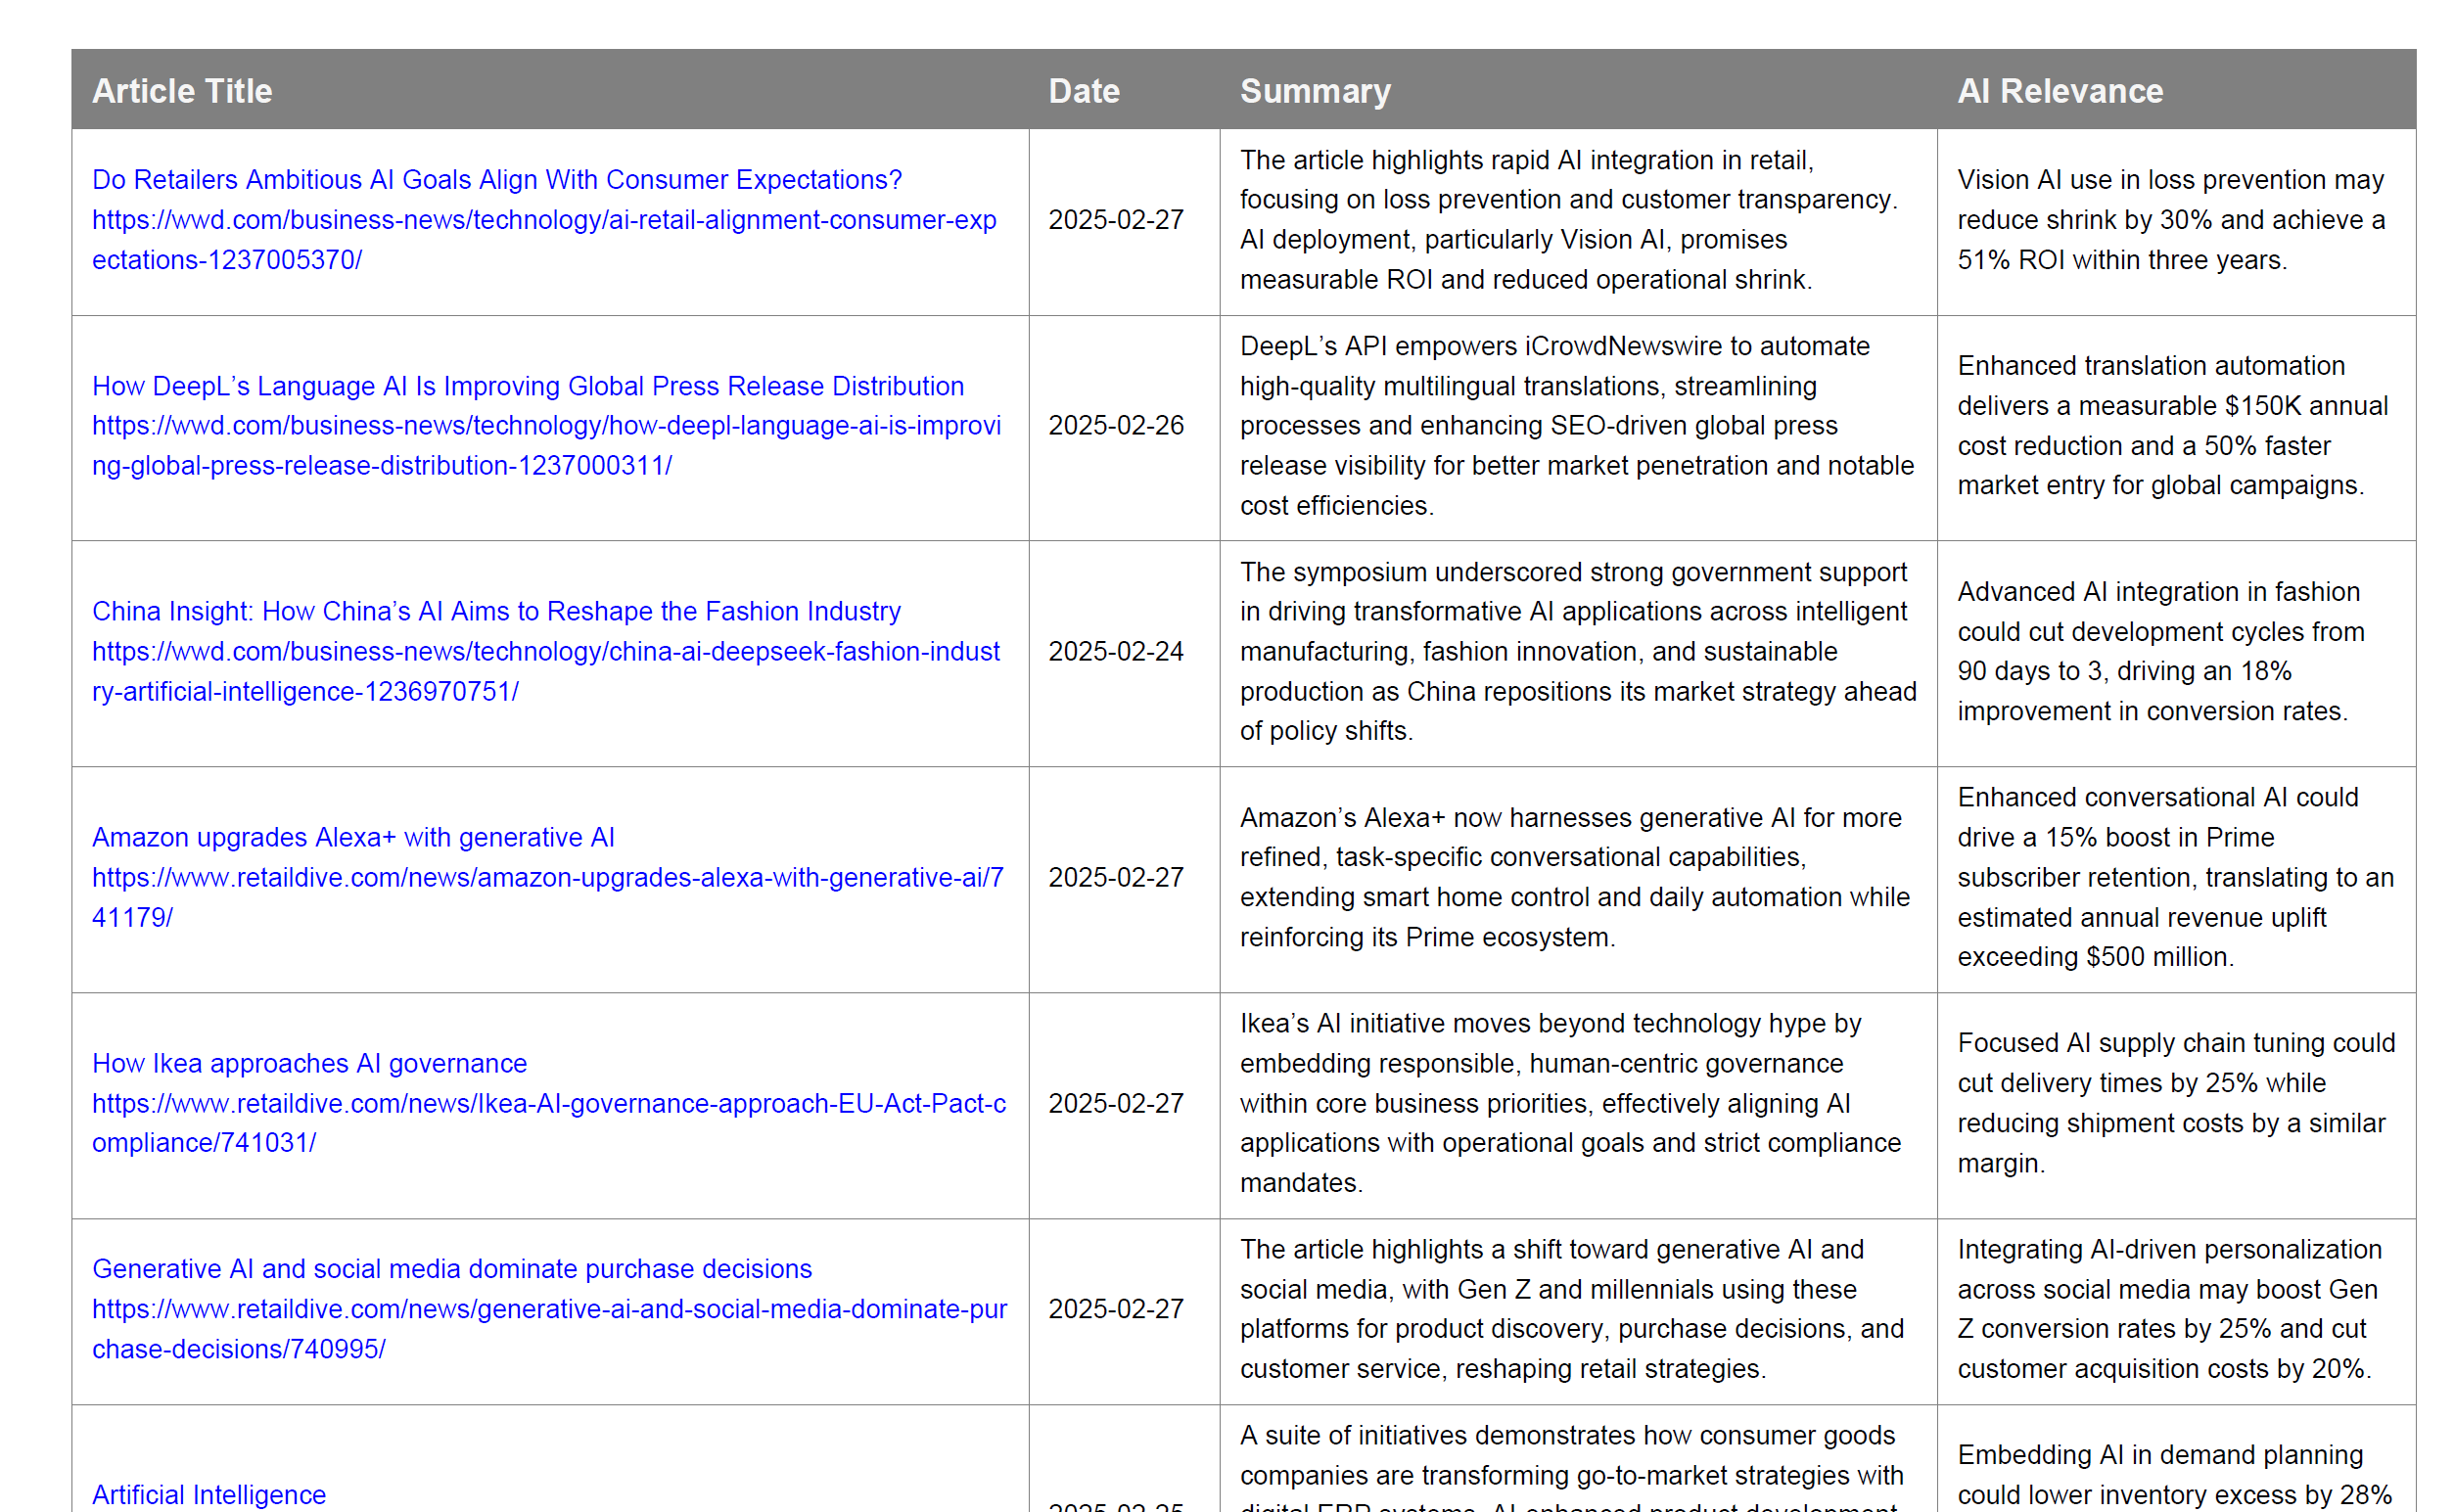 Article Title
Date
Summary
AI Relevance
Do Retailers Ambitious AI Goals Align With Consumer Expectations?
https://wwd.com/business-news/technology/ai-retail-alignment-consumer-exp
ectations-1237005370/
2025-02-27
The article highlights rapid AI integration in retail,
focusing on loss prevention and customer transparency.
AI deployment, particularly Vision AI, promises
measurable ROI and reduced operational shrink.
Vision AI use in loss prevention may
reduce shrink by 30% and achieve a
51% ROI within three years.
How DeepL’s Language AI Is Improving Global Press Release Distribution
https://wwd.com/business-news/technology/how-deepl-language-ai-is-improvi
ng-global-press-release-distribution-1237000311/
2025-02-26
DeepL’s API empowers iCrowdNewswire to automate
high-quality multilingual translations, streamlining
processes and enhancing SEO-driven global press
release visibility for better market penetration and notable
cost efficiencies.
Enhanced translation automation
delivers a measurable $150K annual
cost reduction and a 50% faster
market entry for global campaigns.
China Insight: How China’s AI Aims to Reshape the Fashion Industry
https://wwd.com/business-news/technology/china-ai-deepseek-fashion-indust
ry-artificial-intelligence-1236970751/
2025-02-24
The symposium underscored strong government support
in driving transformative AI applications across intelligent
manufacturing, fashion innovation, and sustainable
production as China repositions its market strategy ahead
of policy shifts.
Advanced AI integration in fashion
could cut development cycles from
90 days to 3, driving an 18%
improvement in conversion rates.
Amazon upgrades Alexa+ with generative AI
https://www.retaildive.com/news/amazon-upgrades-alexa-with-generative-ai/7
41179/
2025-02-27
Amazon’s Alexa+ now harnesses generative AI for more
refined, task-specific conversational capabilities,
extending smart home control and daily automation while
reinforcing its Prime ecosystem.
Enhanced conversational AI could
drive a 15% boost in Prime
subscriber retention, translating to an
estimated annual revenue uplift
exceeding $500 million.
How Ikea approaches AI governance
https://www.retaildive.com/news/Ikea-AI-governance-approach-EU-Act-Pact-c
ompliance/741031/
2025-02-27
Ikea’s AI initiative moves beyond technology hype by
embedding responsible, human-centric governance
within core business priorities, effectively aligning AI
applications with operational goals and strict compliance
mandates.
Focused AI supply chain tuning could
cut delivery times by 25% while
reducing shipment costs by a similar
margin.
Generative AI and social media dominate purchase decisions
https://www.retaildive.com/news/generative-ai-and-social-media-dominate-pur
chase-decisions/740995/
2025-02-27
The article highlights a shift toward generative AI and
social media, with Gen Z and millennials using these
platforms for product discovery, purchase decisions, and
customer service, reshaping retail strategies.
Integrating AI-driven personalization
across social media may boost Gen
Z conversion rates by 25% and cut
customer acquisition costs by 20%.
Artificial Intelligence
A suite of initiatives demonstrates how consumer goods
companies are transforming go-to-market strategies with
digital ERP systems, AI-enhanced product development
Embedding AI in demand planning
could lower inventory excess by 28%